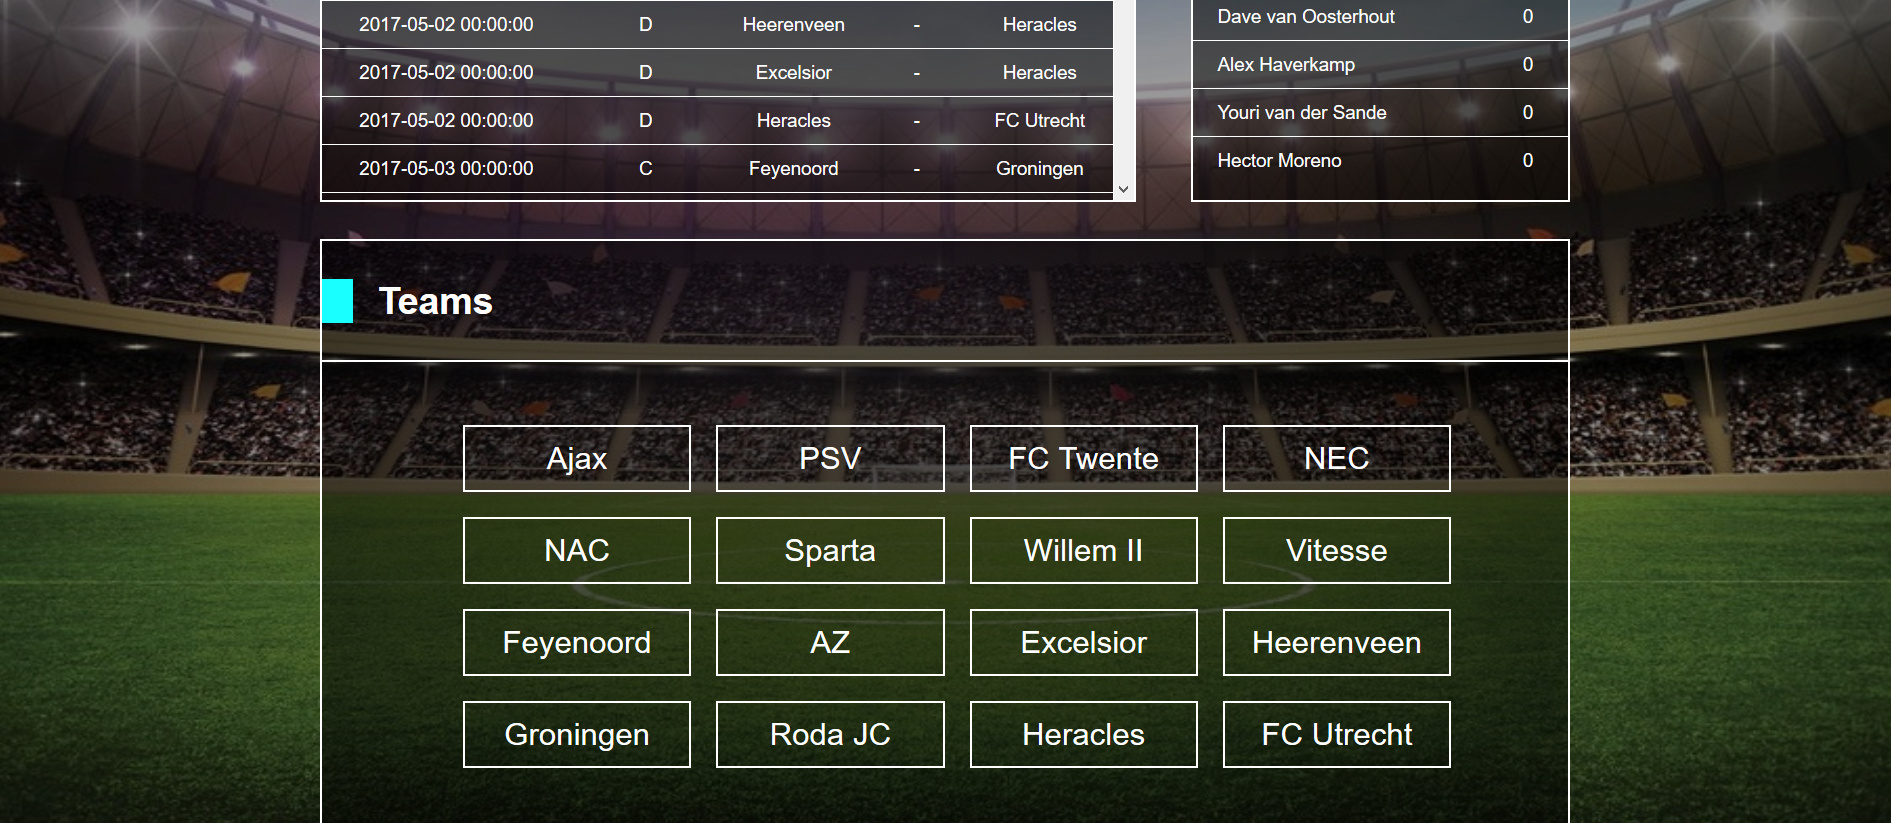 2017-05-02 00:00:00 D Heerenveen - Heracles
2017-05-02 00:00:00 D Excelsior - Heracles
2017-05-02 00:00:00 D Heracles - FC Utrecht
2017-05-03 00:00:00 C Feyenoord - Groningen
Dave van Oosterhout 0
Alex Haverkamp 0
Youri van der Sande 0
Hector Moreno 0
Teams
Ajax PSV FC Twente NEC
NAC Sparta Willem II Vitesse
Feyenoord AZ Excelsior Heerenveen
Groningen Roda JC Heracles FC Utrecht